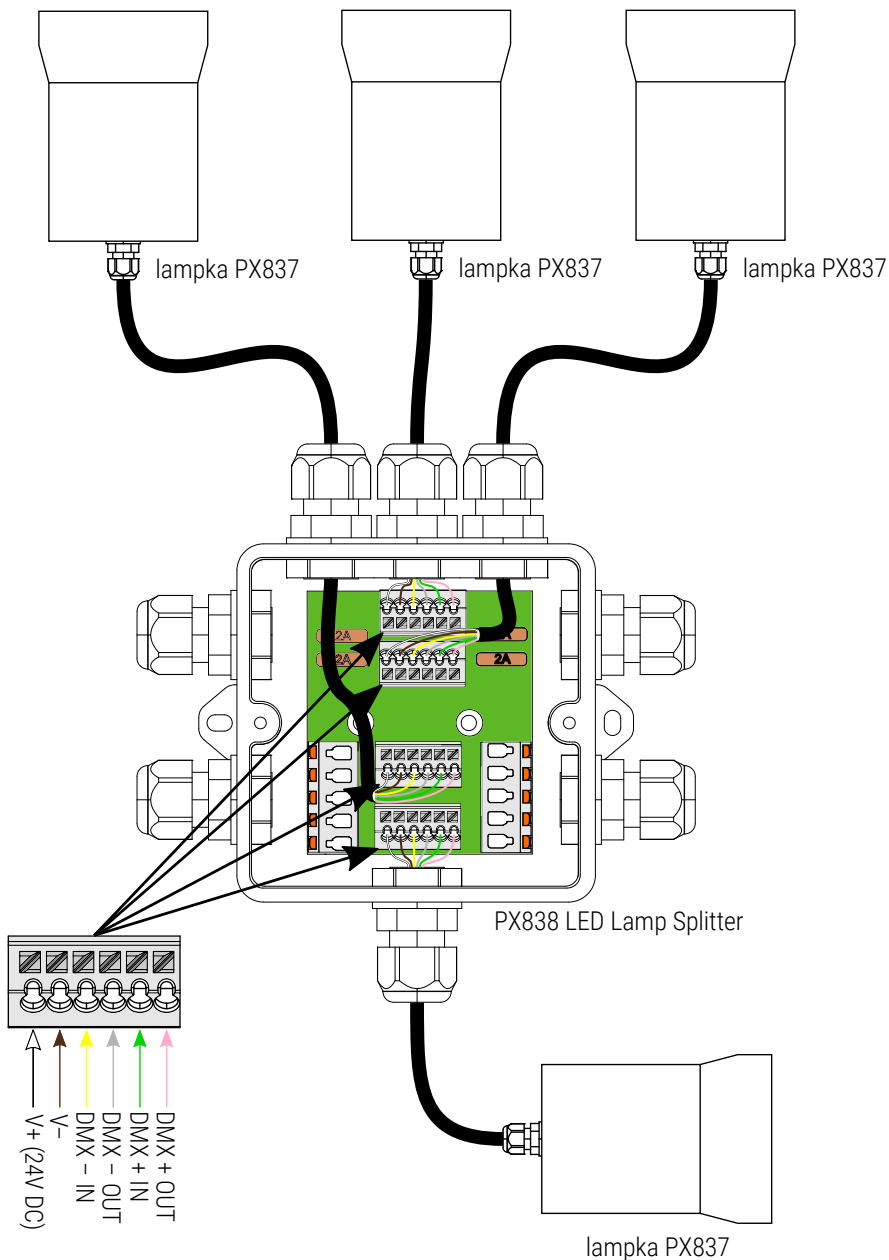 lampka PX837
lampka PX837
lampka PX837
2A
2A
2A
2A
PX838 LED Lamp Splitter
V+ (24V DC)
V−
DMX − IN
DMX − OUT
DMX + IN
DMX + OUT
lampka PX837